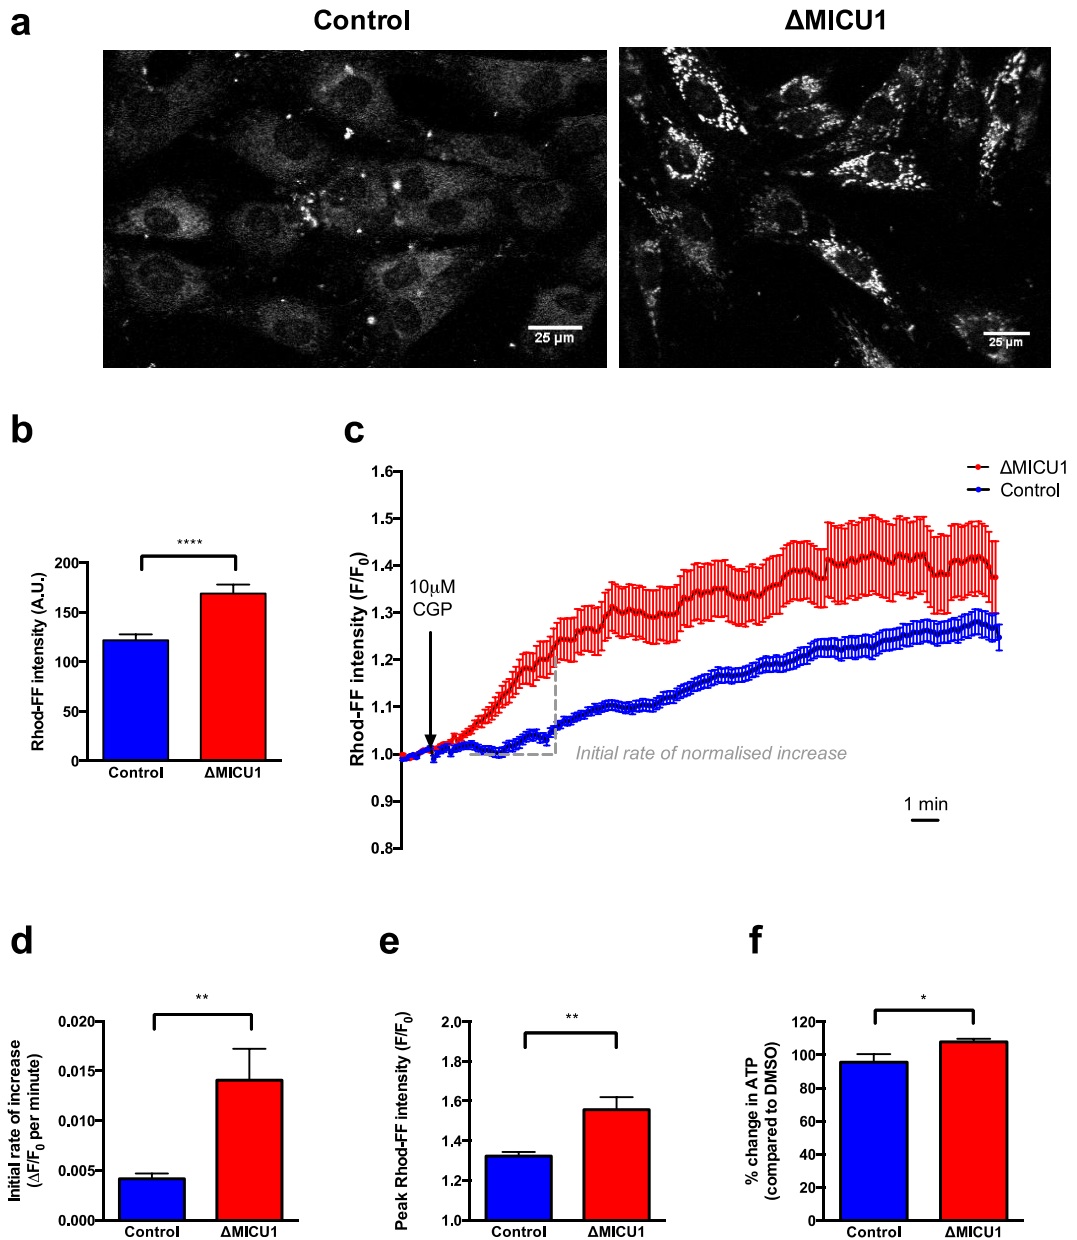 a
Control
ΔMICU1
25 µm
25 µm
b
Rhod-FF intensity (A.U.)
200
150
100
50
0
****
Control
ΔMICU1
c
Rhod-FF intensity (F/F₀)
1.6
1.5
1.4
1.3
1.2
1.1
1.0
0.9
0.8
10µM
CGP
ΔMICU1
Control
Initial rate of normalised increase
1 min
d
Initial rate of increase
(ΔF/F₀ per minute)
0.020
0.015
0.010
0.005
0.000
**
Control
ΔMICU1
e
Peak Rhod-FF intensity (F/F₀)
2.0
1.8
1.6
1.4
1.2
1.0
**
Control
ΔMICU1
f
% change in ATP
(compared to DMSO)
120
100
80
60
40
20
0
*
Control
ΔMICU1